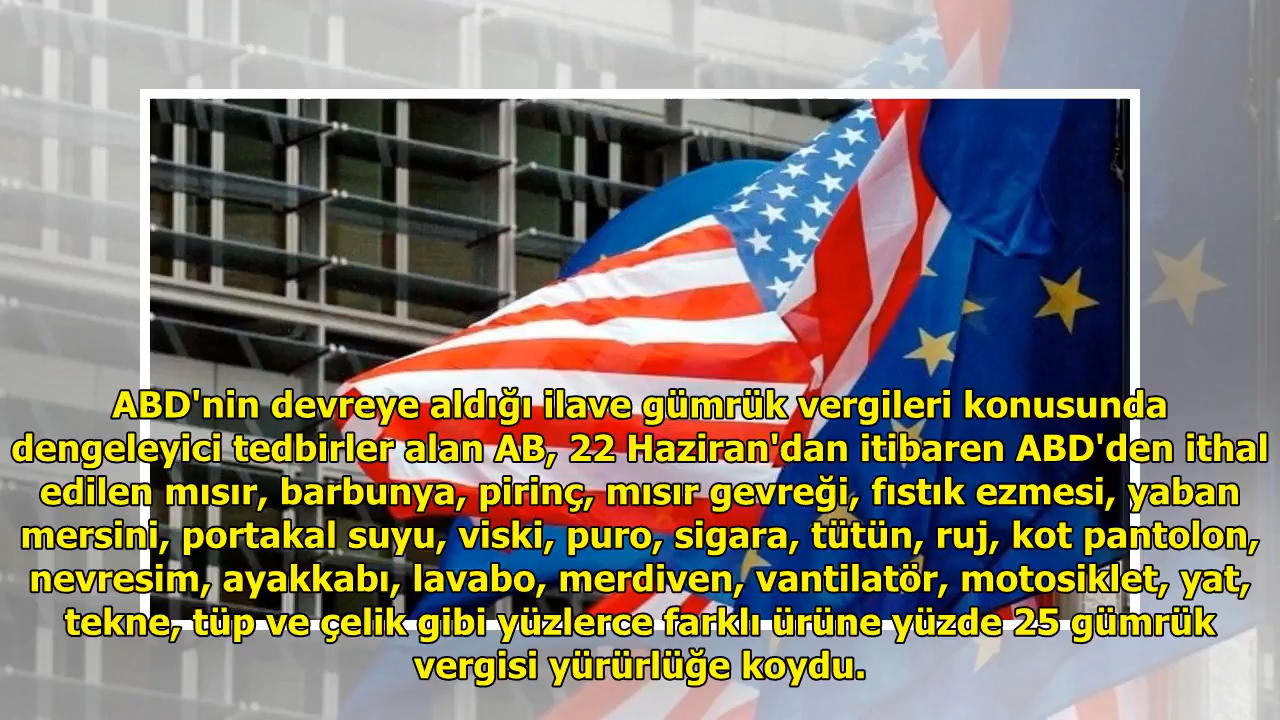 ABD'nin devreye aldığı ilave gümrük vergileri konusunda
dengeleyici tedbirler alan AB, 22 Haziran'dan itibaren ABD'den ithal
edilen mısır, barbunya, pirinç, mısır gevreği, fıstık ezmesi, yaban
mersini, portakal suyu, viski, puro, sigara, tütün, ruj, kot pantolon,
nevresim, ayakkabı, lavabo, merdiven, vantilatör, motosiklet, yat,
tekne, tüp ve çelik gibi yüzlerce farklı ürüne yüzde 25 gümrük
vergisi yürürlüğe koydu.